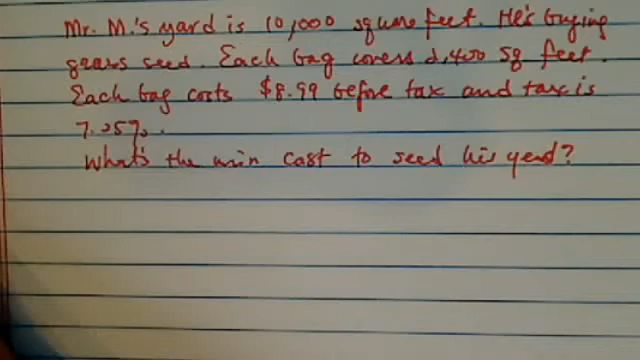 Mr. M.'s yard is 10,000 square feet. He's buying
grass seed. Each bag covers 2,400 sq feet.
Each bag costs $8.99 before tax and tax is
7.25%.
What's the min cost to seed his yard?